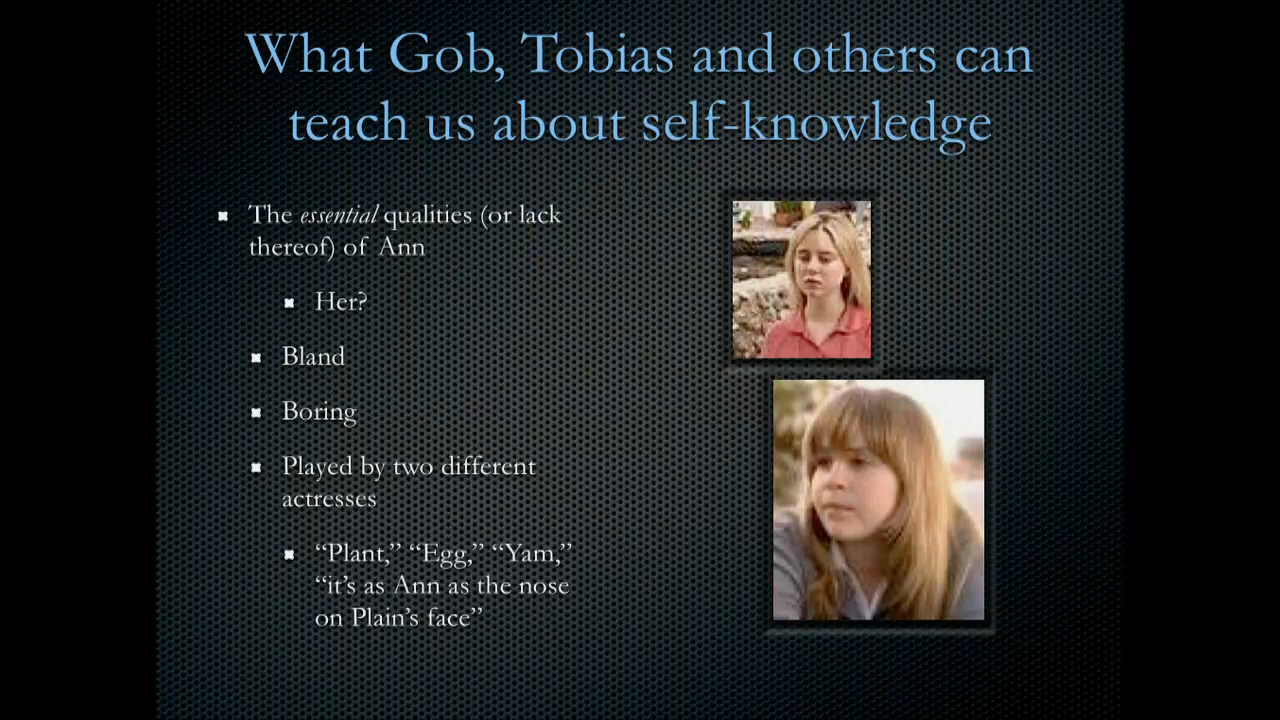 What Gob, Tobias and others can
teach us about self-knowledge
The essential qualities (or lack
thereof) of Ann
Her?
Bland
Boring
Played by two different
actresses
“Plant,” “Egg,” “Yam,”
“it’s as Ann as the nose
on Plain’s face”